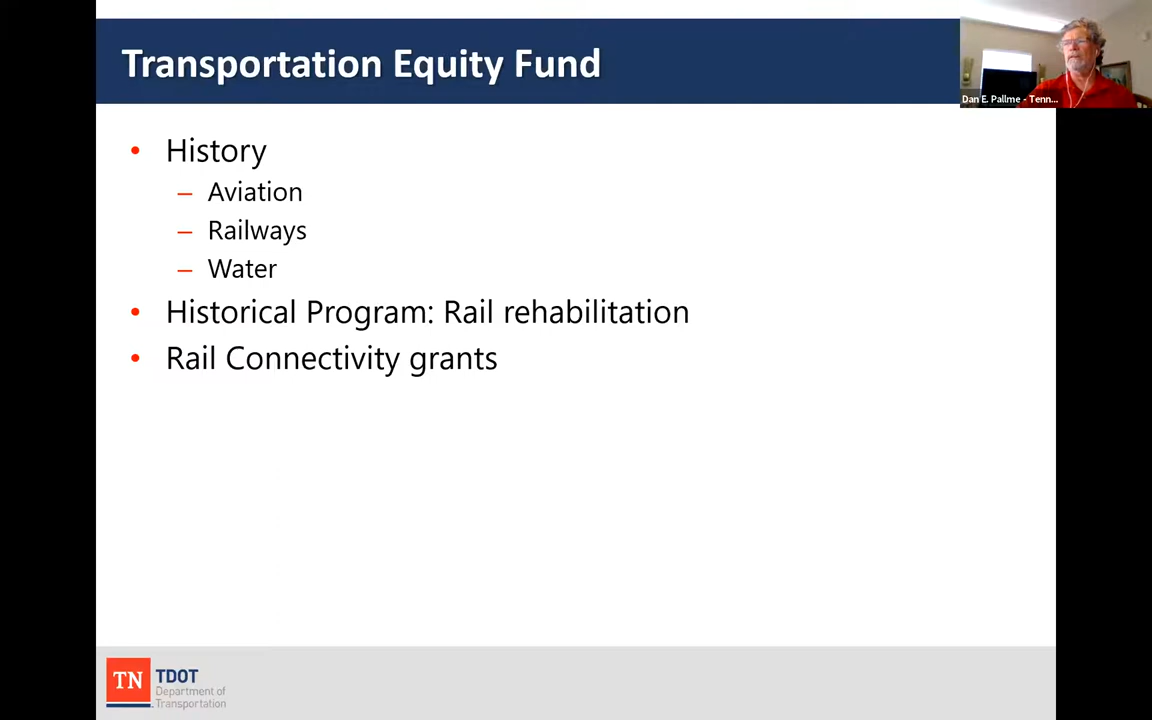 Transportation Equity Fund
Dan E. Pallme - Tenn...
• History
– Aviation
– Railways
– Water
• Historical Program: Rail rehabilitation
• Rail Connectivity grants
TN
TDOT
Department of
Transportation